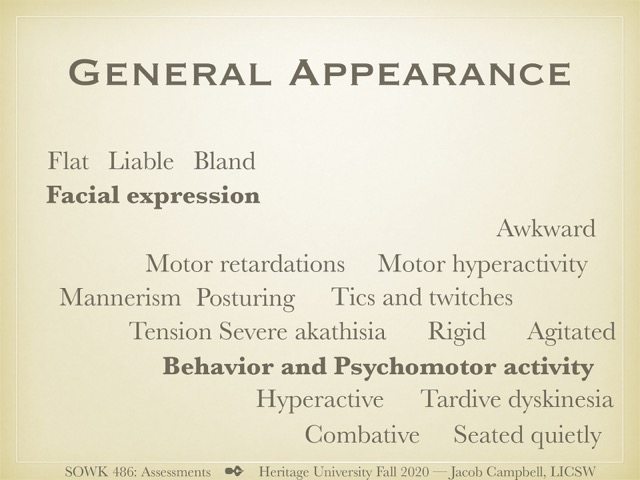 General Appearance
Flat Liable Bland
Facial expression
Awkward
Motor retardations Motor hyperactivity
Mannerism Posturing Tics and twitches
Tension Severe akathisia Rigid Agitated
Behavior and Psychomotor activity
Hyperactive Tardive dyskinesia
Combative Seated quietly
SOWK 486: Assessments ✒ Heritage University Fall 2020 — Jacob Campbell, LICSW